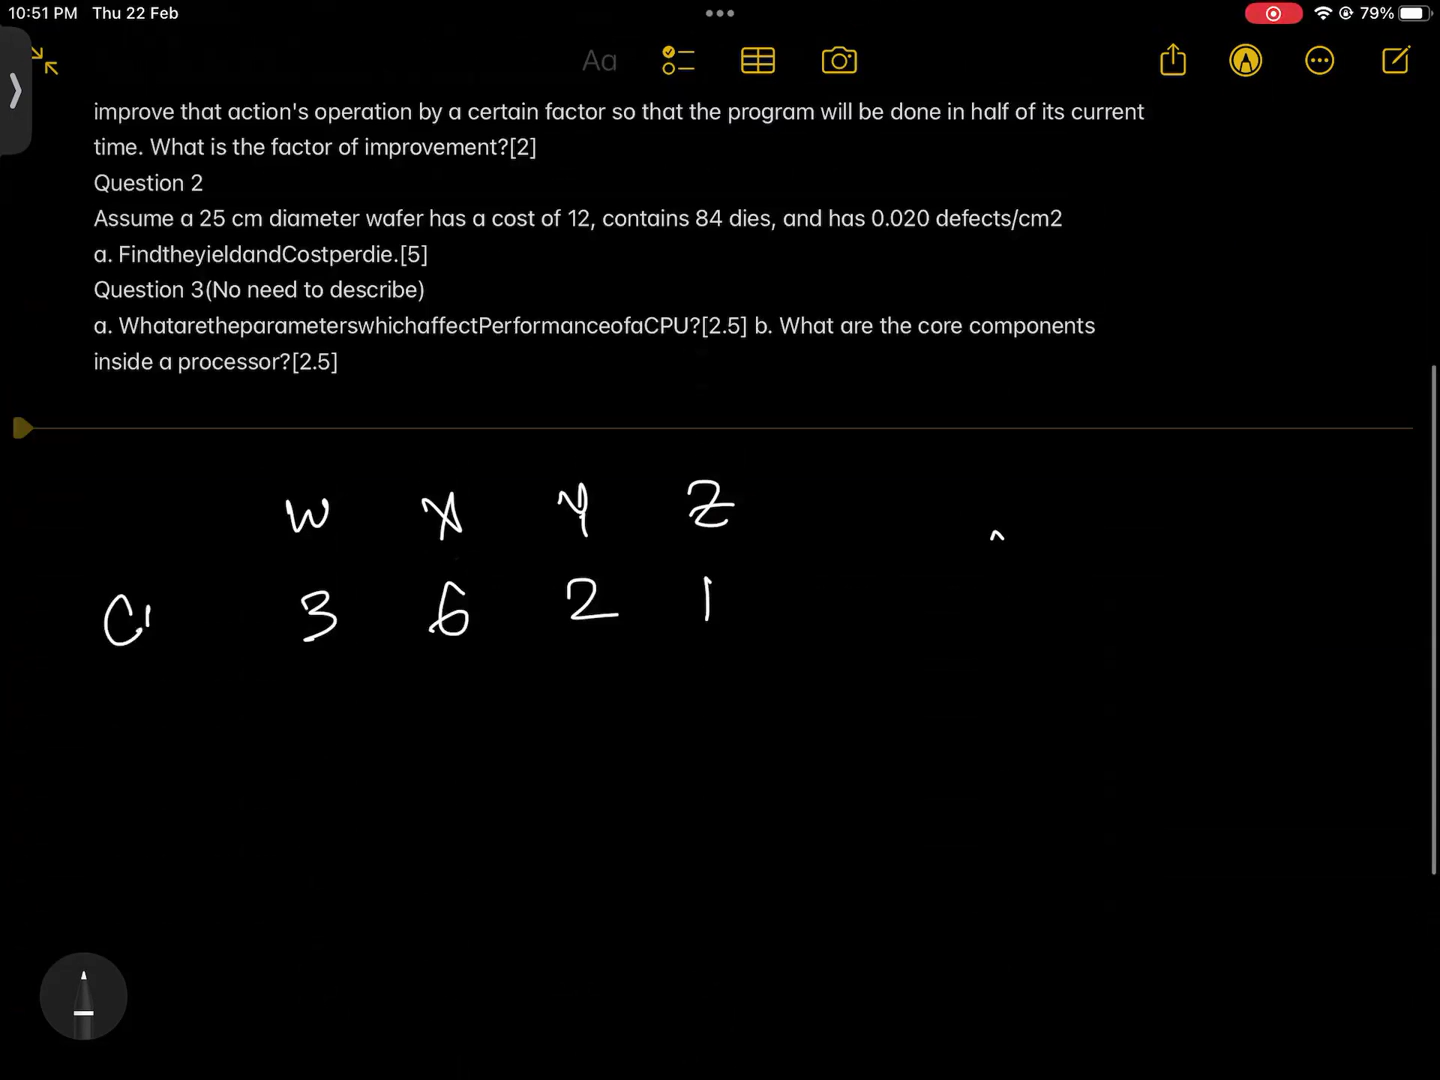 10:51 PM Thu 22 Feb 79%
Aa
improve that action's operation by a certain factor so that the program will be done in half of its current
time. What is the factor of improvement?[2]
Question 2
Assume a 25 cm diameter wafer has a cost of 12, contains 84 dies, and has 0.020 defects/cm2
a. FindtheyieldandCostperdie.[5]
Question 3(No need to describe)
a. WhataretheparameterswhichaffectPerformanceofaCPU?[2.5] b. What are the core components
inside a processor?[2.5]
W X Y Z
3 6 2 1